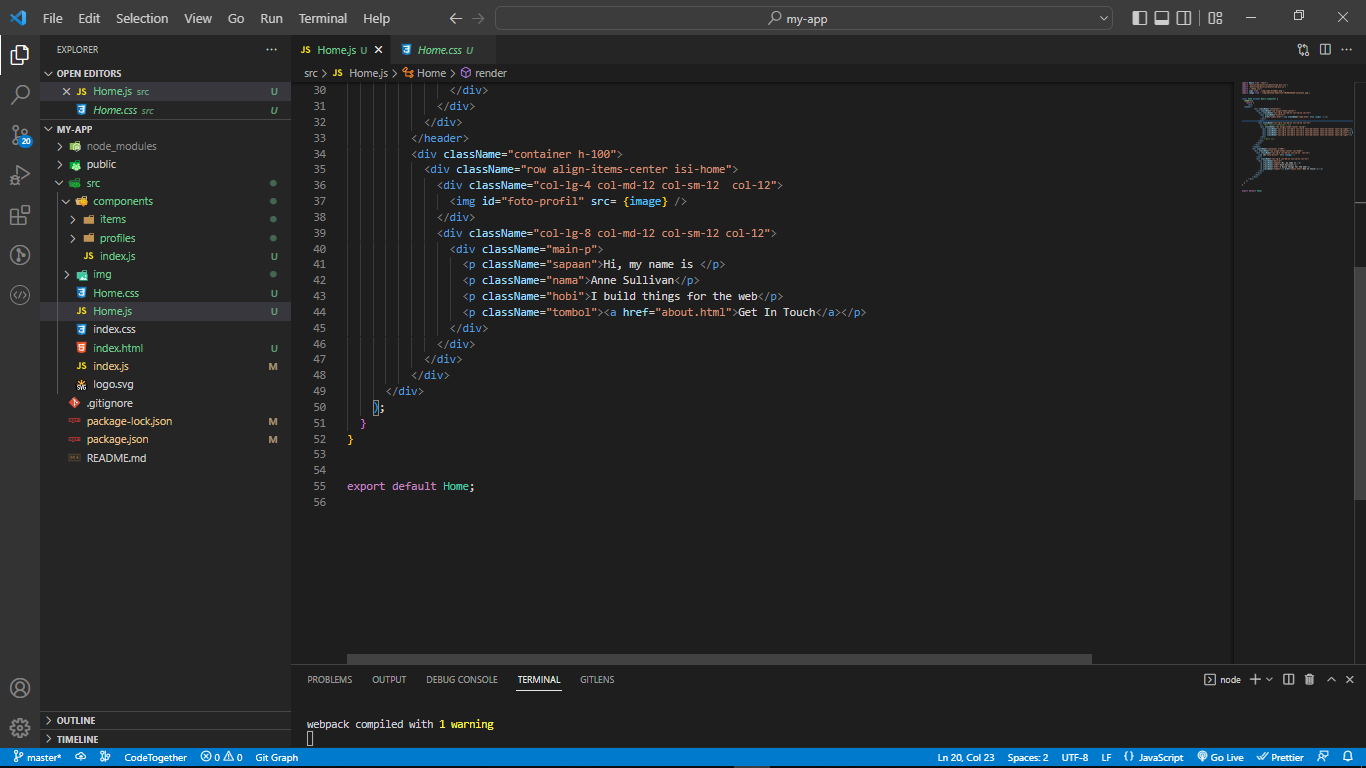 File Edit Selection View Go Run Terminal Help
my-app
EXPLORER
OPEN EDITORS
JS Home.js src U
Home.css src U
MY-APP
node_modules
public
src
components
items
profiles
JS index.js U
img
Home.css U
JS Home.js U
index.css
index.html U
JS index.js M
logo.svg
.gitignore
package-lock.json M
package.json M
README.md
OUTLINE
TIMELINE
20
JS Home.js U
Home.css U
src > JS Home.js > Home > render
30 </div>
31 </div>
32 </div>
33 </header>
34 <div className="container h-100">
35 <div className="row align-items-center isi-home">
36 <div className="col-lg-4 col-md-12 col-sm-12  col-12">
37 <img id="foto-profil" src= {image} />
38 </div>
39 <div className="col-lg-8 col-md-12 col-sm-12 col-12">
40 <div className="main-p">
41 <p className="sapaan">Hi, my name is </p>
42 <p className="nama">Anne Sullivan</p>
43 <p className="hobi">I build things for the web</p>
44 <p className="tombol"><a href="about.html">Get In Touch</a></p>
45 </div>
46 </div>
47 </div>
48 </div>
49 </div>
50 );
51 }
52 }
53
54
55 export default Home;
56
PROBLEMS OUTPUT DEBUG CONSOLE TERMINAL GITLENS
node
webpack compiled with 1 warning
master* CodeTogether 0 0 Git Graph
Ln 20, Col 23 Spaces: 2 UTF-8 LF {} JavaScript Go Live Prettier